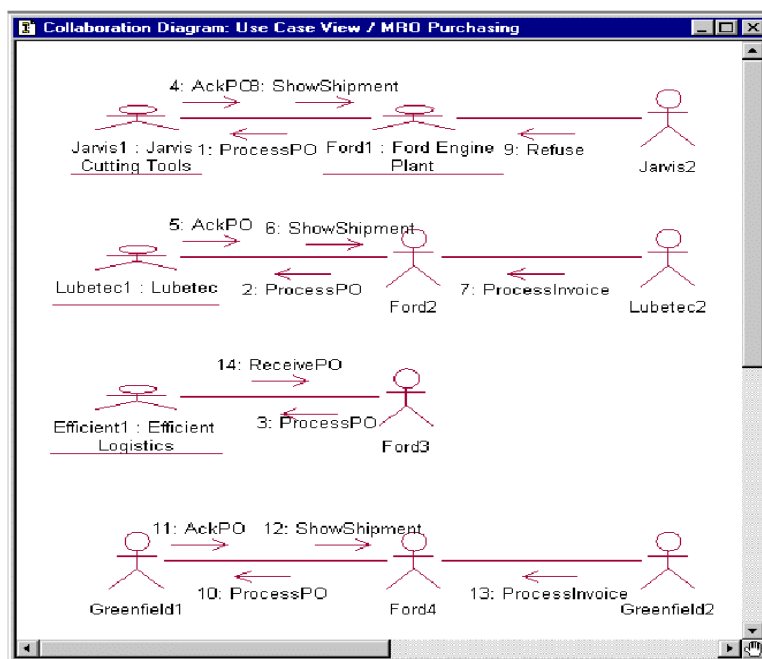 Collaboration Diagram: Use Case View / MRO Purchasing
4: AckPO8: ShowShipment
Jarvis1 : Jarvis
Cutting Tools
1: ProcessPO
Ford1 : Ford Engine
Plant
9: Refuse
Jarvis2
5: AckPO
6: ShowShipment
Lubetec1 : Lubetec
2: ProcessPO
Ford2
7: ProcessInvoice
Lubetec2
14: ReceivePO
Efficient1 : Efficient
Logistics
3: ProcessPO
Ford3
11: AckPO
12: ShowShipment
Greenfield1
10: ProcessPO
Ford4
13: ProcessInvoice
Greenfield2